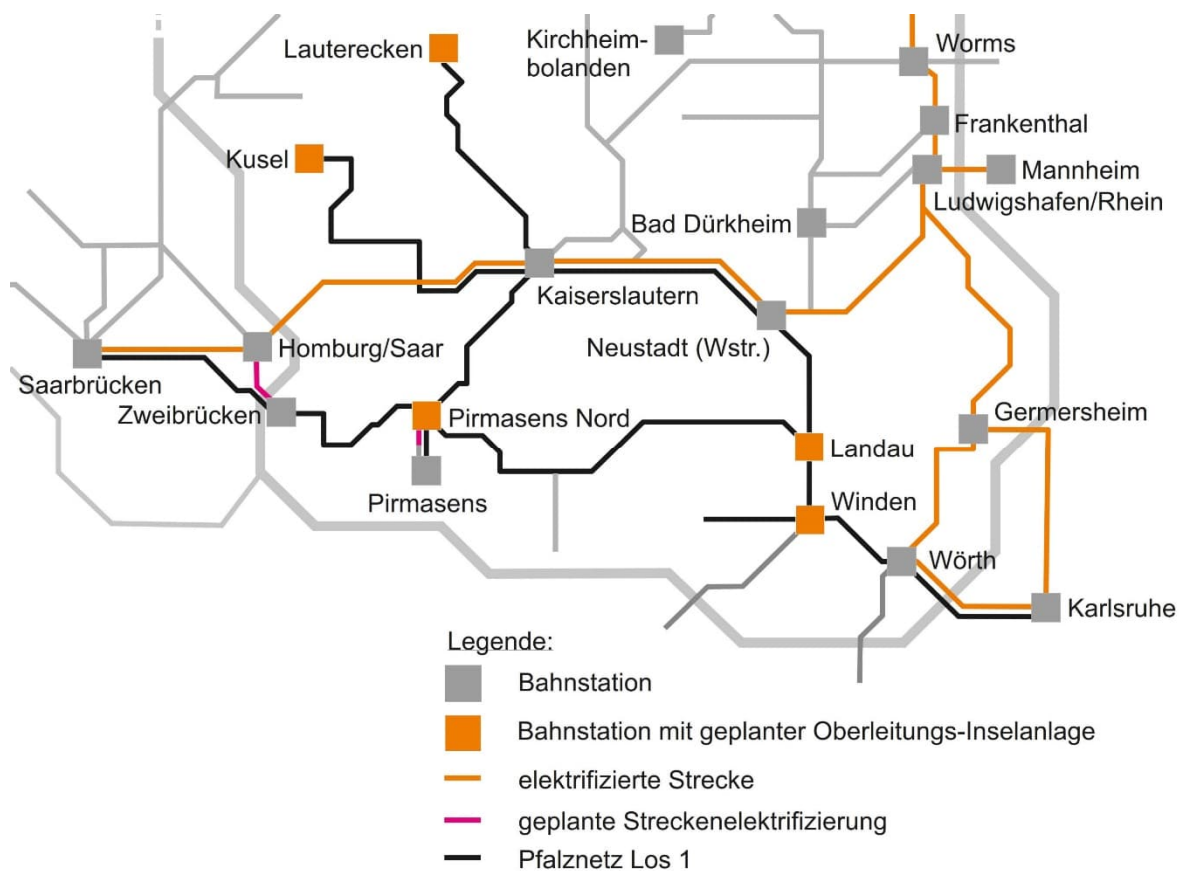 Lauterecken
Kirchheim-
bolanden
Worms
Frankenthal
Kusel
Mannheim
Ludwigshafen/Rhein
Bad Dürkheim
Kaiserslautern
Homburg/Saar
Neustadt (Wstr.)
Saarbrücken
Zweibrücken
Pirmasens Nord
Germersheim
Landau
Pirmasens
Winden
Wörth
Karlsruhe
Legende:
Bahnstation
Bahnstation mit geplanter Oberleitungs-Inselanlage
elektrifizierte Strecke
geplante Streckenelektrifizierung
Pfalznetz Los 1